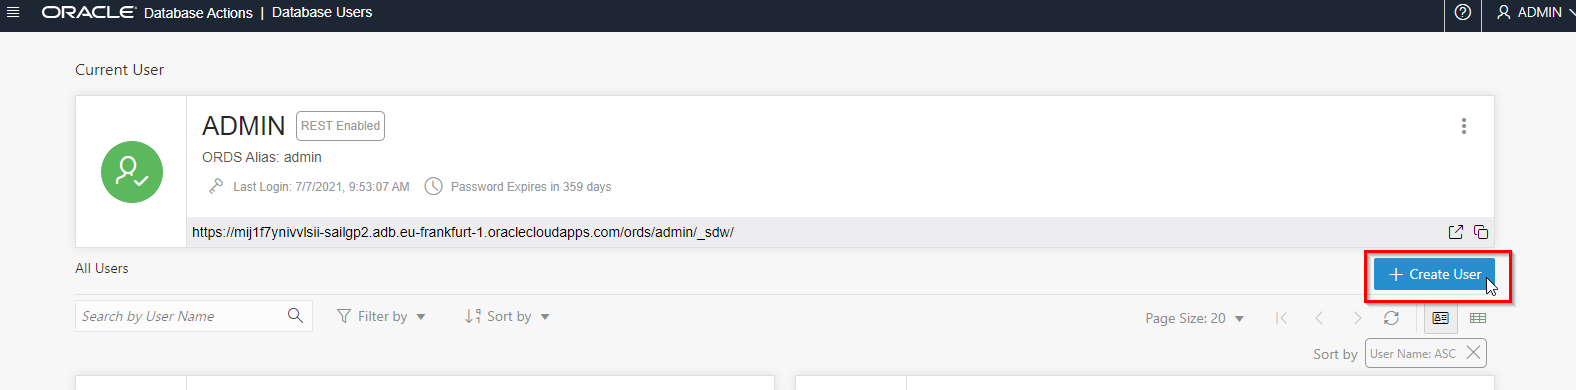 ORACLE Database Actions | Database Users
ADMIN
Current User
ADMIN REST Enabled
ORDS Alias: admin
Last Login: 7/7/2021, 9:53:07 AM Password Expires in 359 days
https://mij1f7ynivvlsii-sailgp2.adb.eu-frankfurt-1.oraclecloudapps.com/ords/admin/_sdw/
All Users
+ Create User
Search by User Name
Filter by
Sort by
Page Size: 20
Sort by User Name: ASC